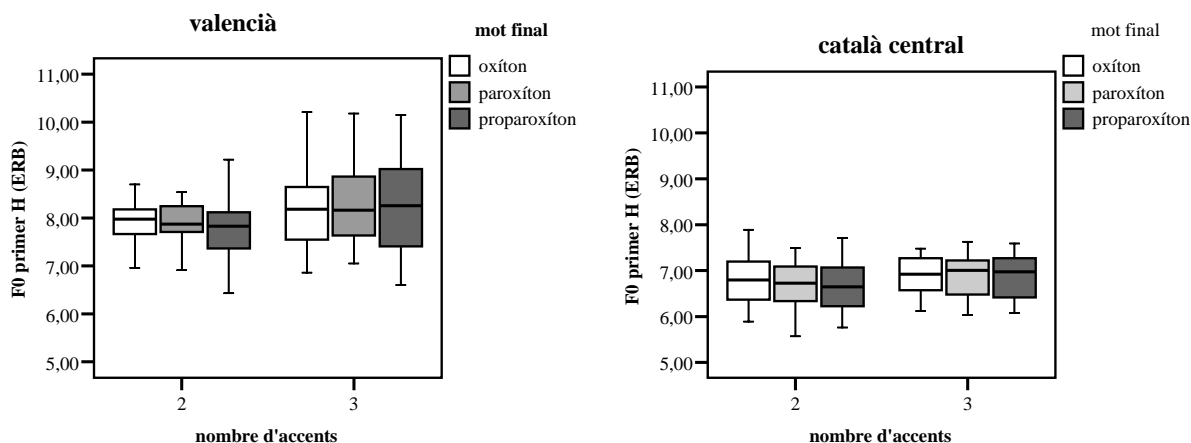 valencià
mot final
oxíton
paroxíton
proparoxíton
F0 primer H (ERB)
11,00
10,00
9,00
8,00
7,00
6,00
5,00
2
3
nombre d'accents
català central
mot final
oxíton
paroxíton
proparoxíton
F0 primer H (ERB)
11,00
10,00
9,00
8,00
7,00
6,00
5,00
2
3
nombre d'accents